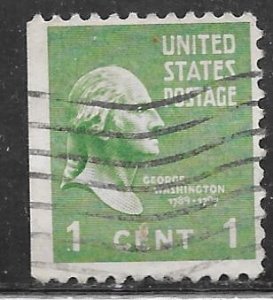 UNITED
STATES
POSTAGE
GEORGE
WASHINGTON
1789-1797
1 CENT 1